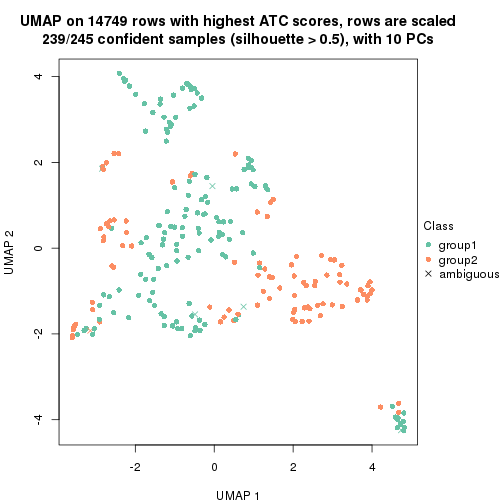 UMAP on 14749 rows with highest ATC scores, rows are scaled
239/245 confident samples (silhouette > 0.5), with 10 PCs
4
2
0
-2
-4
UMAP 2
-2
0
2
4
UMAP 1
Class
group1
group2
ambiguous